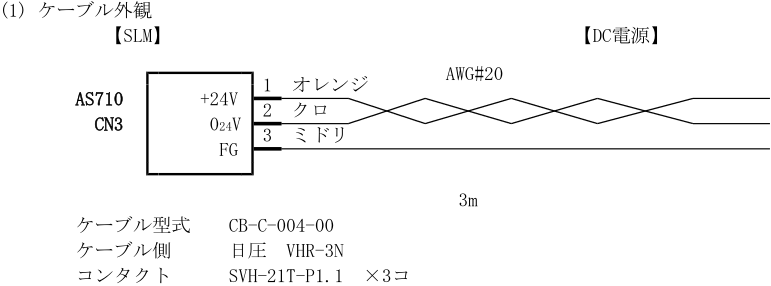 (1) ケーブル外観
【SLM】 【DC電源】
AWG#20
1 オレンジ
AS710 +24V
2 クロ
CN3 0₂₄V
3 ミドリ
FG
3m
ケーブル型式 CB-C-004-00
ケーブル側 日圧 VHR-3N
コンタクト SVH-21T-P1.1 ×3コ